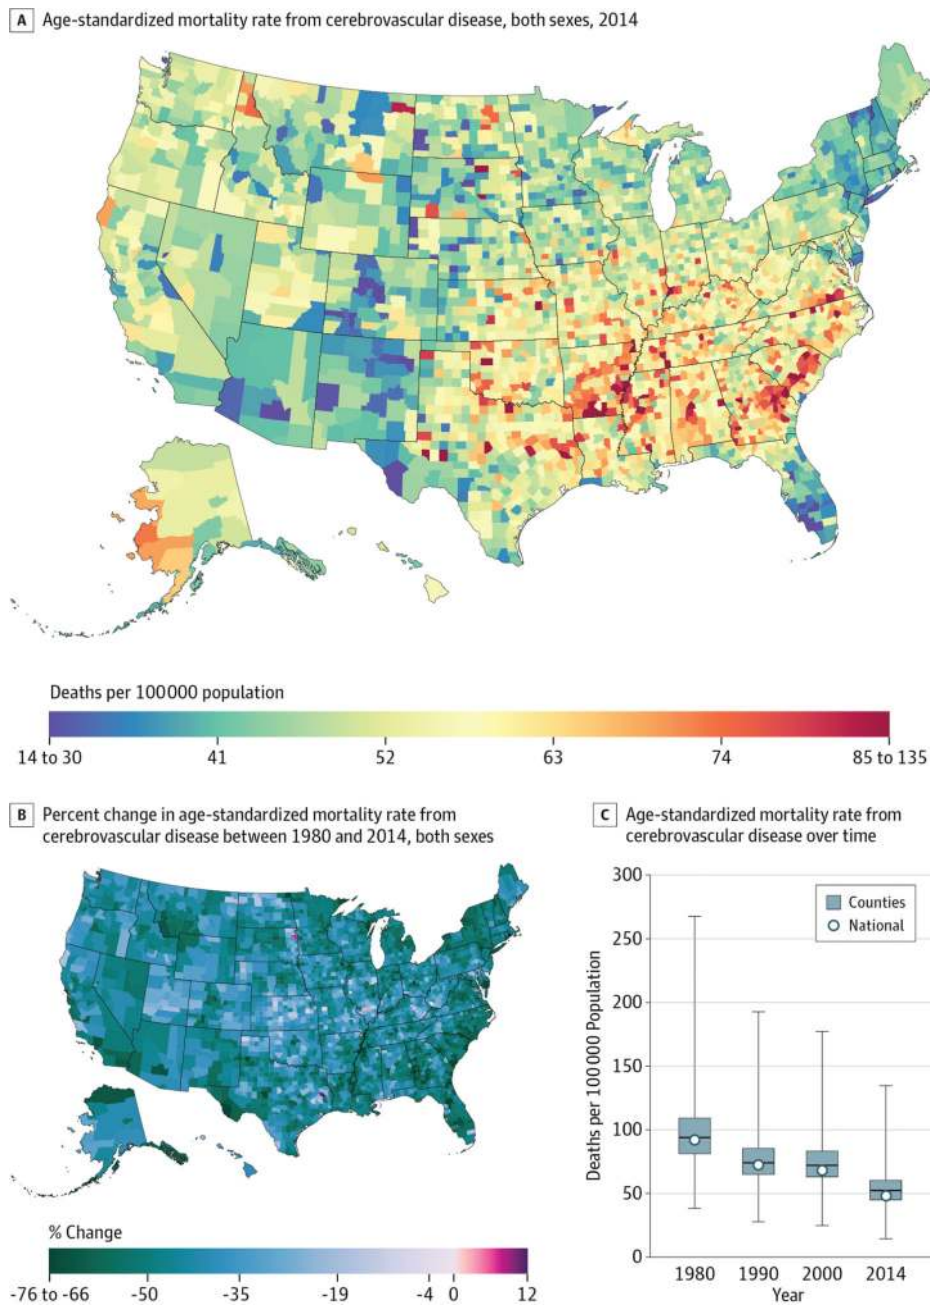 A Age-standardized mortality rate from cerebrovascular disease, both sexes, 2014
Deaths per 100 000 population
14 to 30 41 52 63 74 85 to 135
B Percent change in age-standardized mortality rate from
cerebrovascular disease between 1980 and 2014, both sexes
% Change
-76 to -66 -50 -35 -19 -4 0 12
C Age-standardized mortality rate from
cerebrovascular disease over time
Counties
National
Deaths per 100 000 Population
300
250
200
150
100
50
0
1980 1990 2000 2014
Year